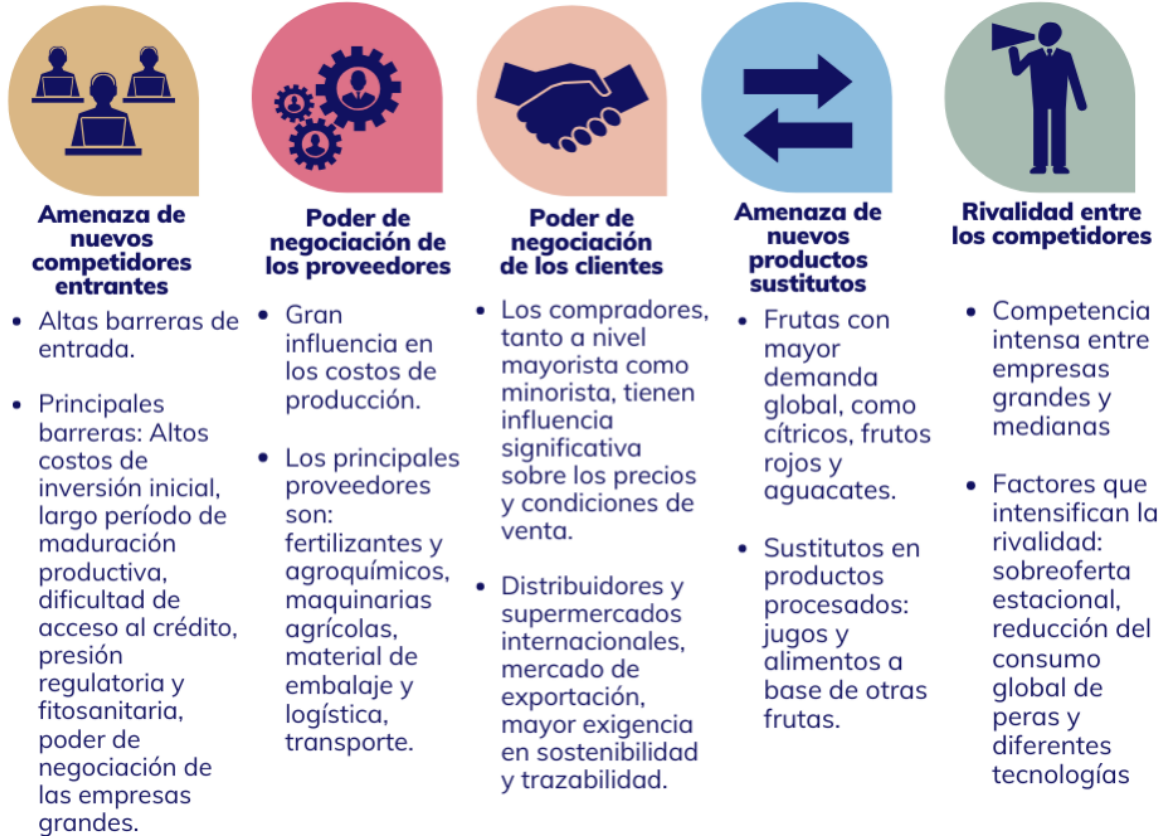 Amenaza de
nuevos
competidores
entrantes
• Altas barreras de
entrada.
• Principales
barreras: Altos
costos de
inversión inicial,
largo período de
maduración
productiva,
dificultad de
acceso al crédito,
presión
regulatoria y
fitosanitaria,
poder de
negociación de
las empresas
grandes.
Poder de
negociación de
los proveedores
• Gran
influencia en
los costos de
producción.
• Los principales
proveedores
son:
fertilizantes y
agroquímicos,
maquinarias
agrícolas,
material de
embalaje y
logística,
transporte.
Poder de
negociación
de los clientes
• Los compradores,
tanto a nivel
mayorista como
minorista, tienen
influencia
significativa
sobre los precios
y condiciones de
venta.
• Distribuidores y
supermercados
internacionales,
mercado de
exportación,
mayor exigencia
en sostenibilidad
y trazabilidad.
Amenaza de
nuevos
productos
sustitutos
• Frutas con
mayor
demanda
global, como
cítricos, frutos
rojos y
aguacates.
• Sustitutos en
productos
procesados:
jugos y
alimentos a
base de otras
frutas.
Rivalidad entre
los competidores
• Competencia
intensa entre
empresas
grandes y
medianas
• Factores que
intensifican la
rivalidad:
sobreoferta
estacional,
reducción del
consumo
global de
peras y
diferentes
tecnologías